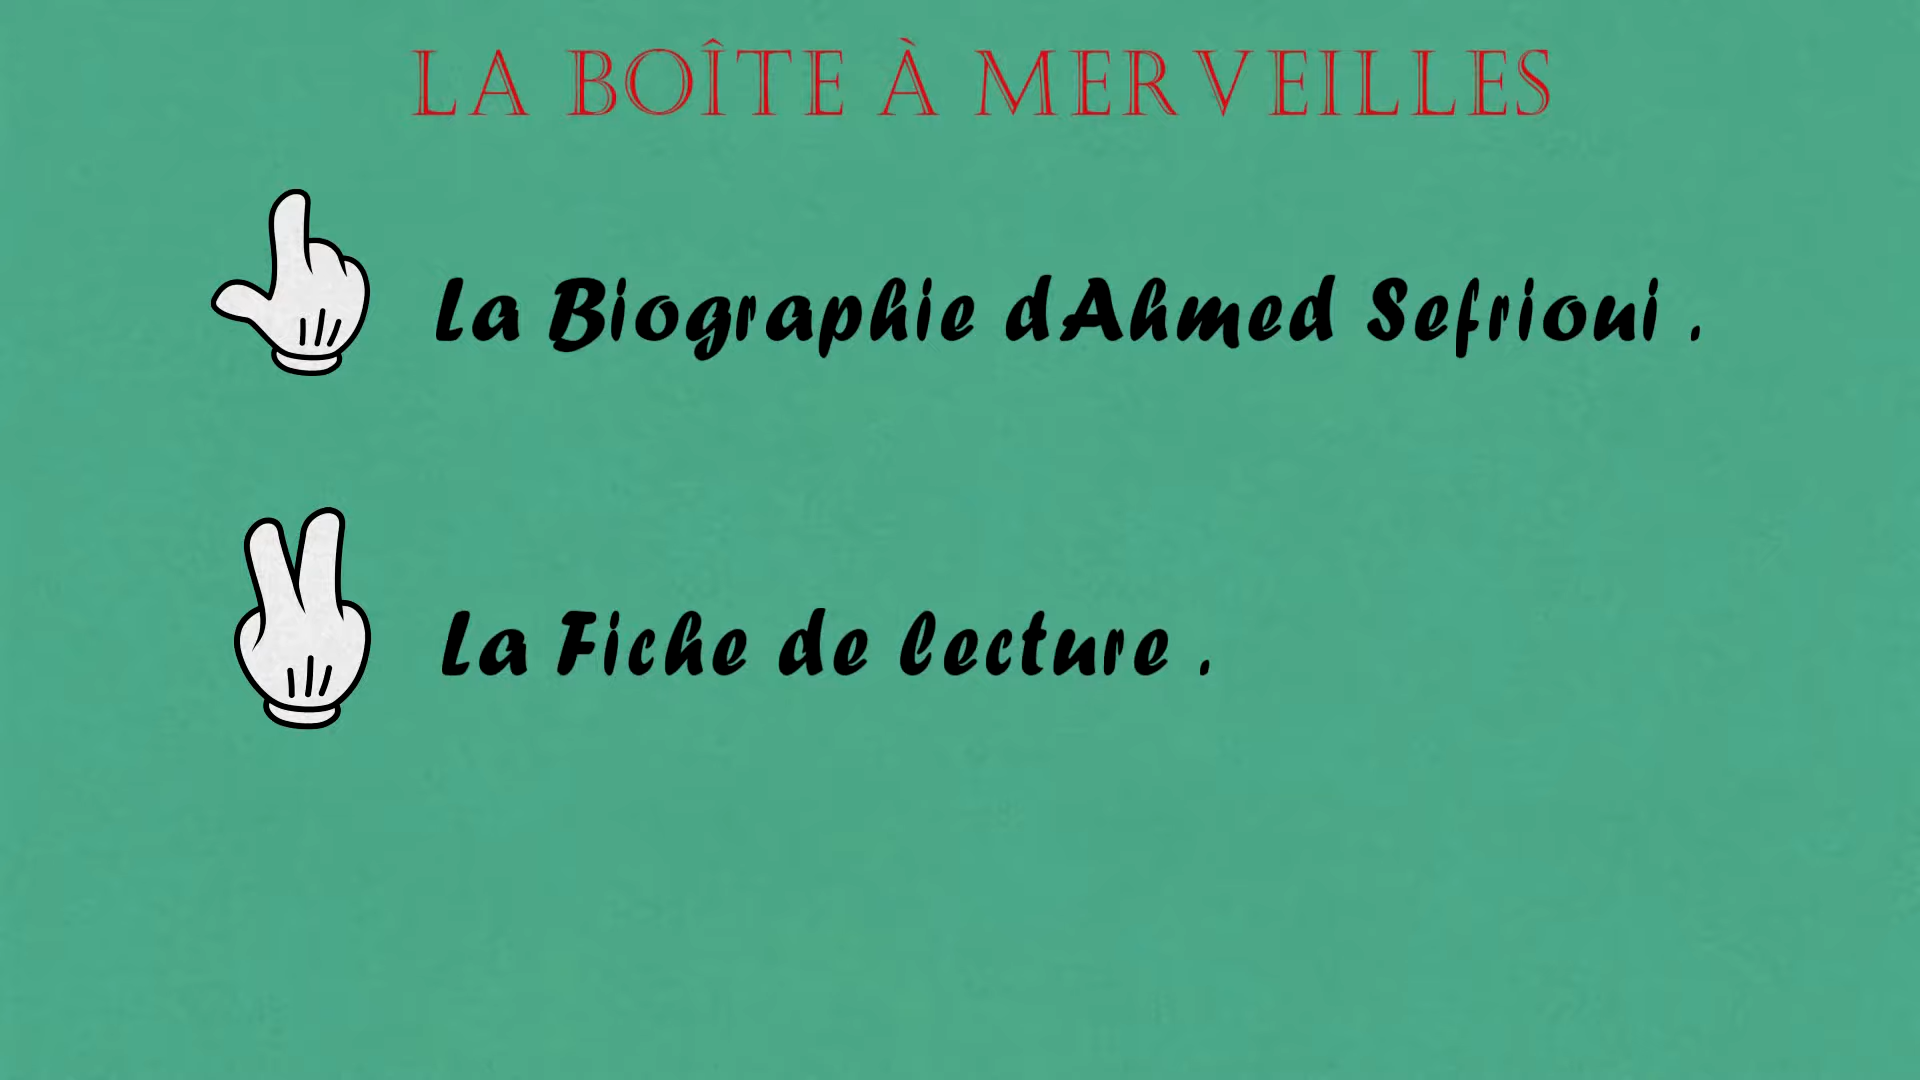 LA BOÎTE À MERVEILLES
La Biographie dAhmed Sefrioui .
La Fiche de lecture .